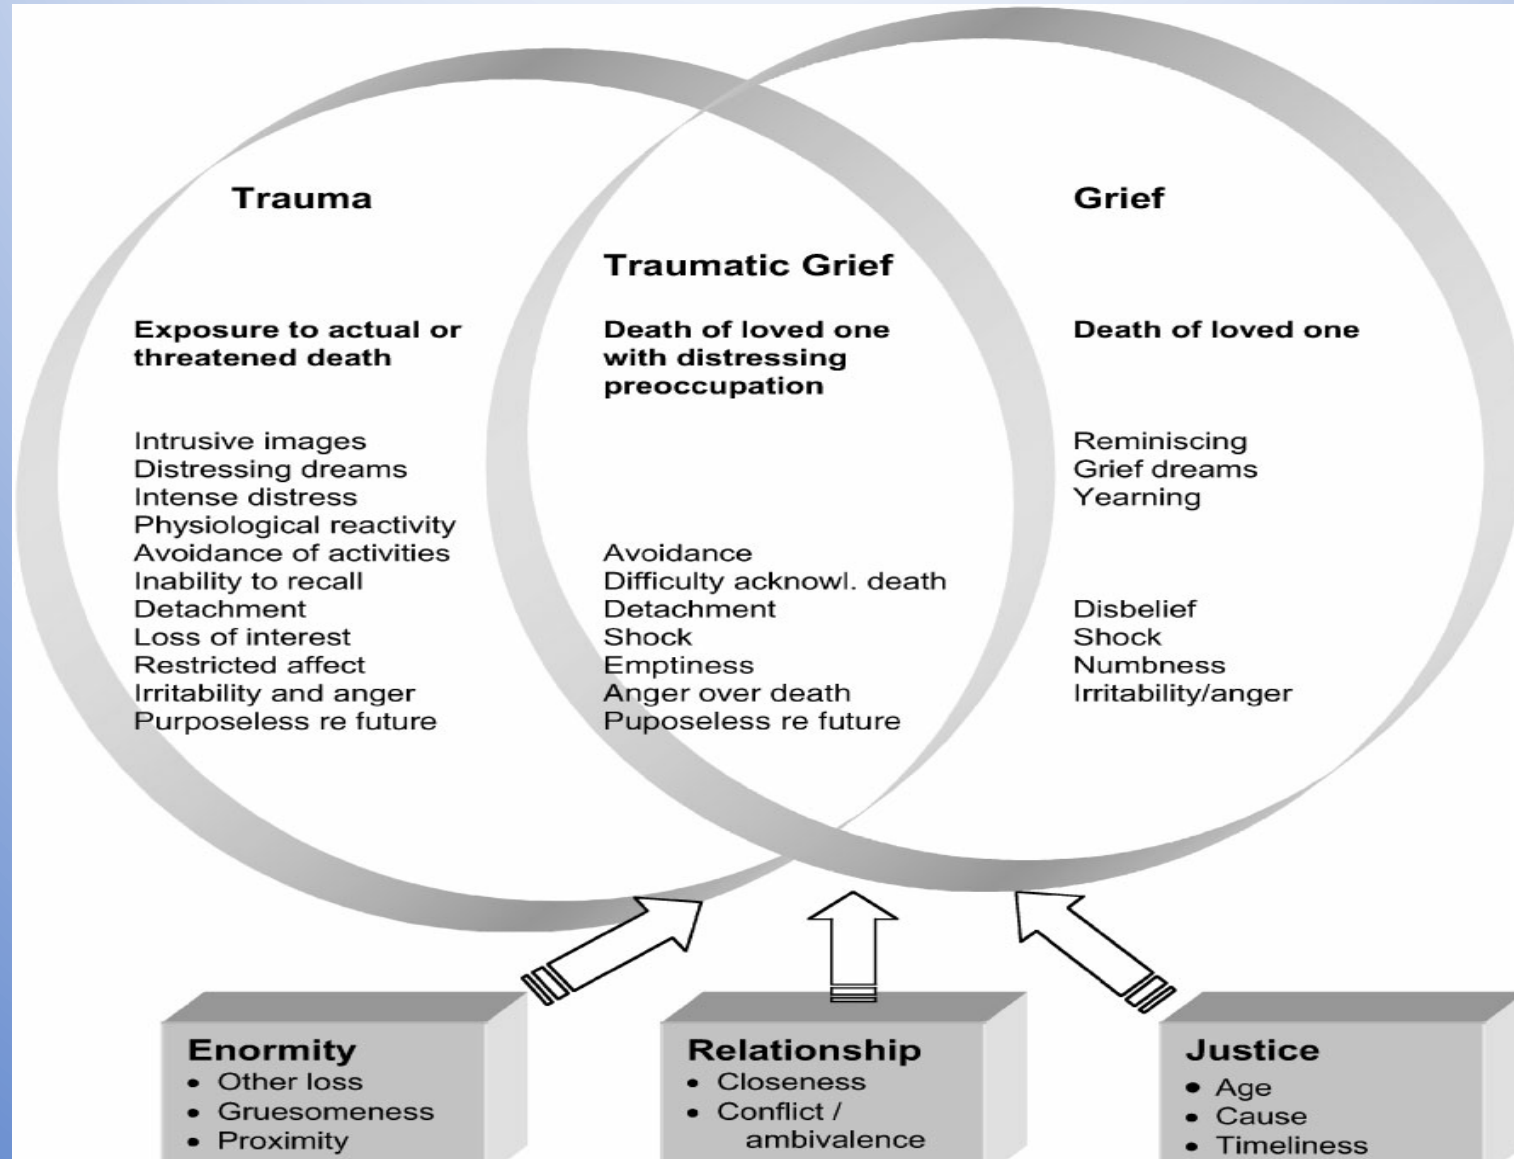 Trauma
Exposure to actual or
threatened death
Intrusive images
Distressing dreams
Intense distress
Physiological reactivity
Avoidance of activities
Inability to recall
Detachment
Loss of interest
Restricted affect
Irritability and anger
Purposeless re future
Traumatic Grief
Death of loved one
with distressing
preoccupation
Avoidance
Difficulty acknowl. death
Detachment
Shock
Emptiness
Anger over death
Puposeless re future
Grief
Death of loved one
Reminiscing
Grief dreams
Yearning
Disbelief
Shock
Numbness
Irritability/anger
Enormity
• Other loss
• Gruesomeness
• Proximity
Relationship
• Closeness
• Conflict /
ambivalence
Justice
• Age
• Cause
• Timeliness